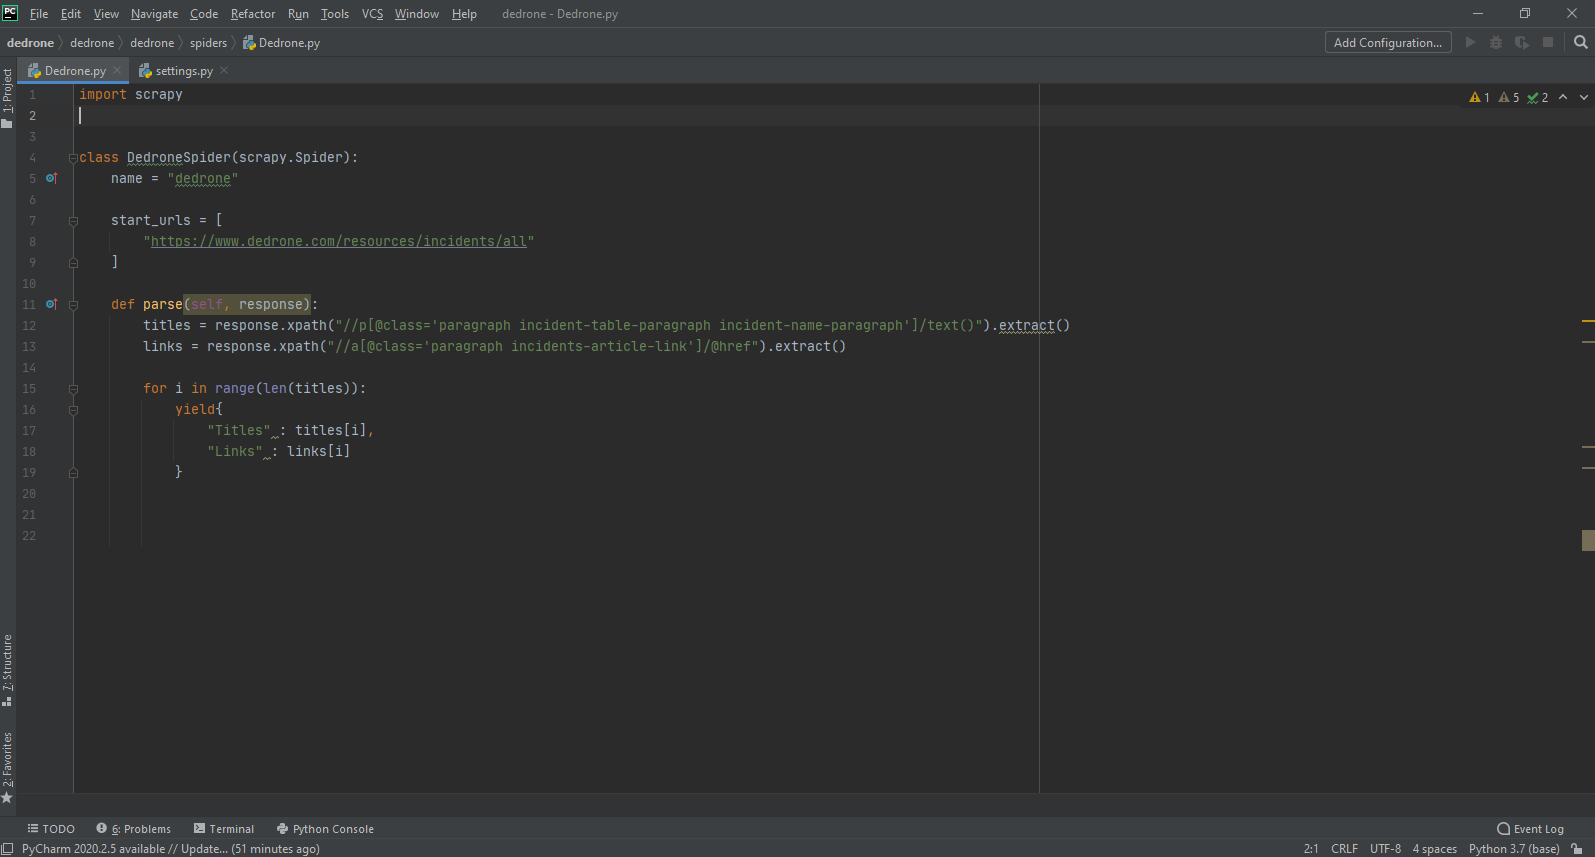 PC File Edit View Navigate Code Refactor Run Tools VCS Window Help dedrone - Dedrone.py
dedrone dedrone dedrone spiders Dedrone.py Add Configuration...
Dedrone.py settings.py
1: Project
7: Structure
2: Favorites
1 import scrapy
1 5 2
2
3
4 class DedroneSpider(scrapy.Spider):
5 name = "dedrone"
6
7 start_urls = [
8 "https://www.dedrone.com/resources/incidents/all"
9 ]
10
11 def parse(self, response):
12 titles = response.xpath("//p[@class='paragraph incident-table-paragraph incident-name-paragraph']/text()").extract()
13 links = response.xpath("//a[@class='paragraph incidents-article-link']/@href").extract()
14
15 for i in range(len(titles)):
16 yield{
17 "Titles" : titles[i],
18 "Links" : links[i]
19 }
20
21
22
TODO 6: Problems Terminal Python Console Event Log
PyCharm 2020.2.5 available // Update... (51 minutes ago) 2:1 CRLF UTF-8 4 spaces Python 3.7 (base)